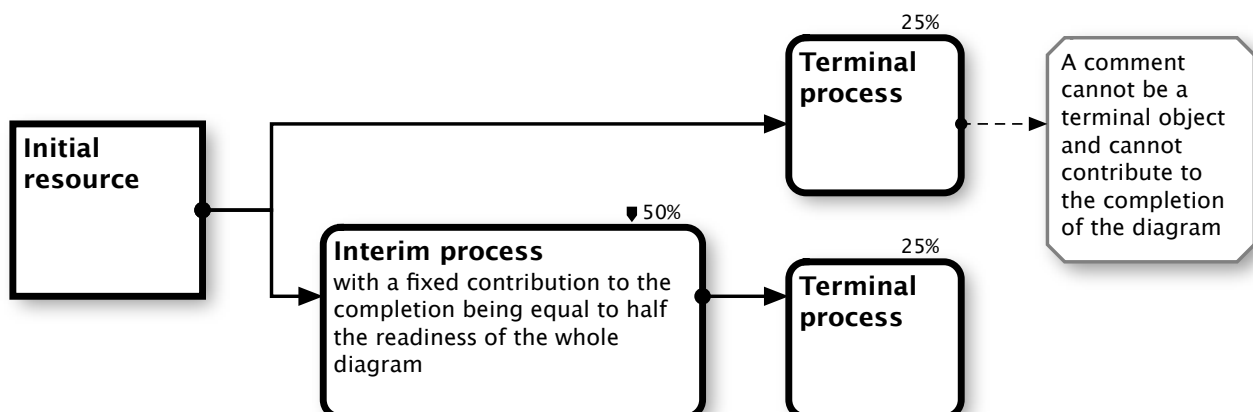 25%
Terminal
process
A comment
cannot be a
terminal object
and cannot
contribute to
the completion
of the diagram
Initial
resource
50%
Interim process
with a fixed contribution to the
completion being equal to half
the readiness of the whole
diagram
25%
Terminal
process